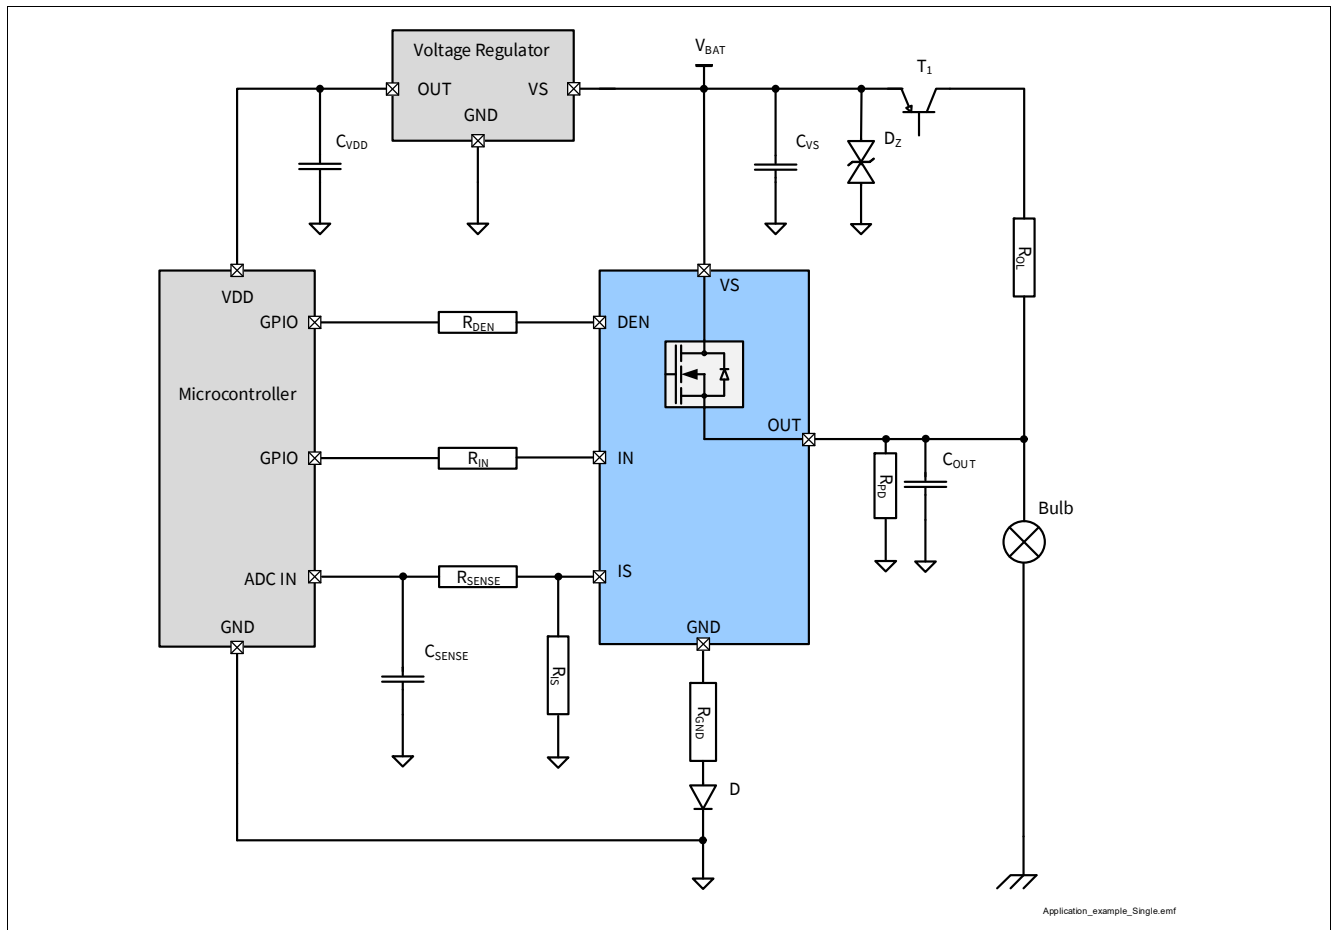 Voltage Regulator
OUT
VS
GND
VBAT
T1
CVDD
CVS
DZ
ROL
VDD
VS
GPIO
RDEN
DEN
Microcontroller
OUT
GPIO
RIN
IN
RPD
COUT
Bulb
ADC IN
RSENSE
IS
GND
GND
CSENSE
RIS
RGND
D
Application_example_Single.emf